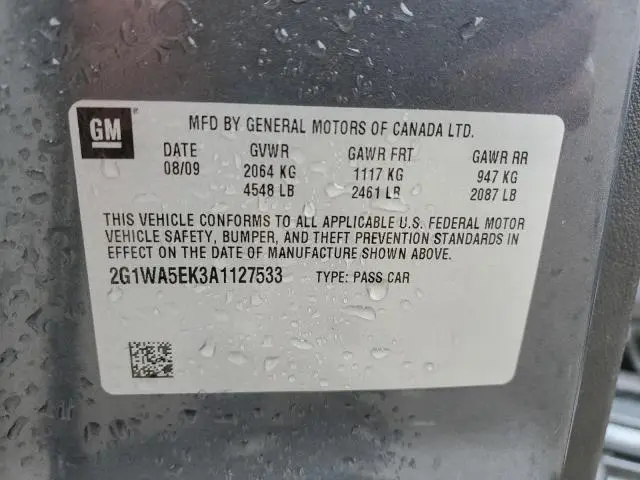 GM
MFD BY GENERAL MOTORS OF CANADA LTD.
DATE GVWR GAWR FRT GAWR RR
08/09 2064 KG 1117 KG 947 KG
4548 LB 2461 LB 2087 LB
THIS VEHICLE CONFORMS TO ALL APPLICABLE U.S. FEDERAL MOTOR
VEHICLE SAFETY, BUMPER, AND THEFT PREVENTION STANDARDS IN
EFFECT ON THE DATE OF MANUFACTURE SHOWN ABOVE.
2G1WA5EK3A1127533 TYPE: PASS CAR